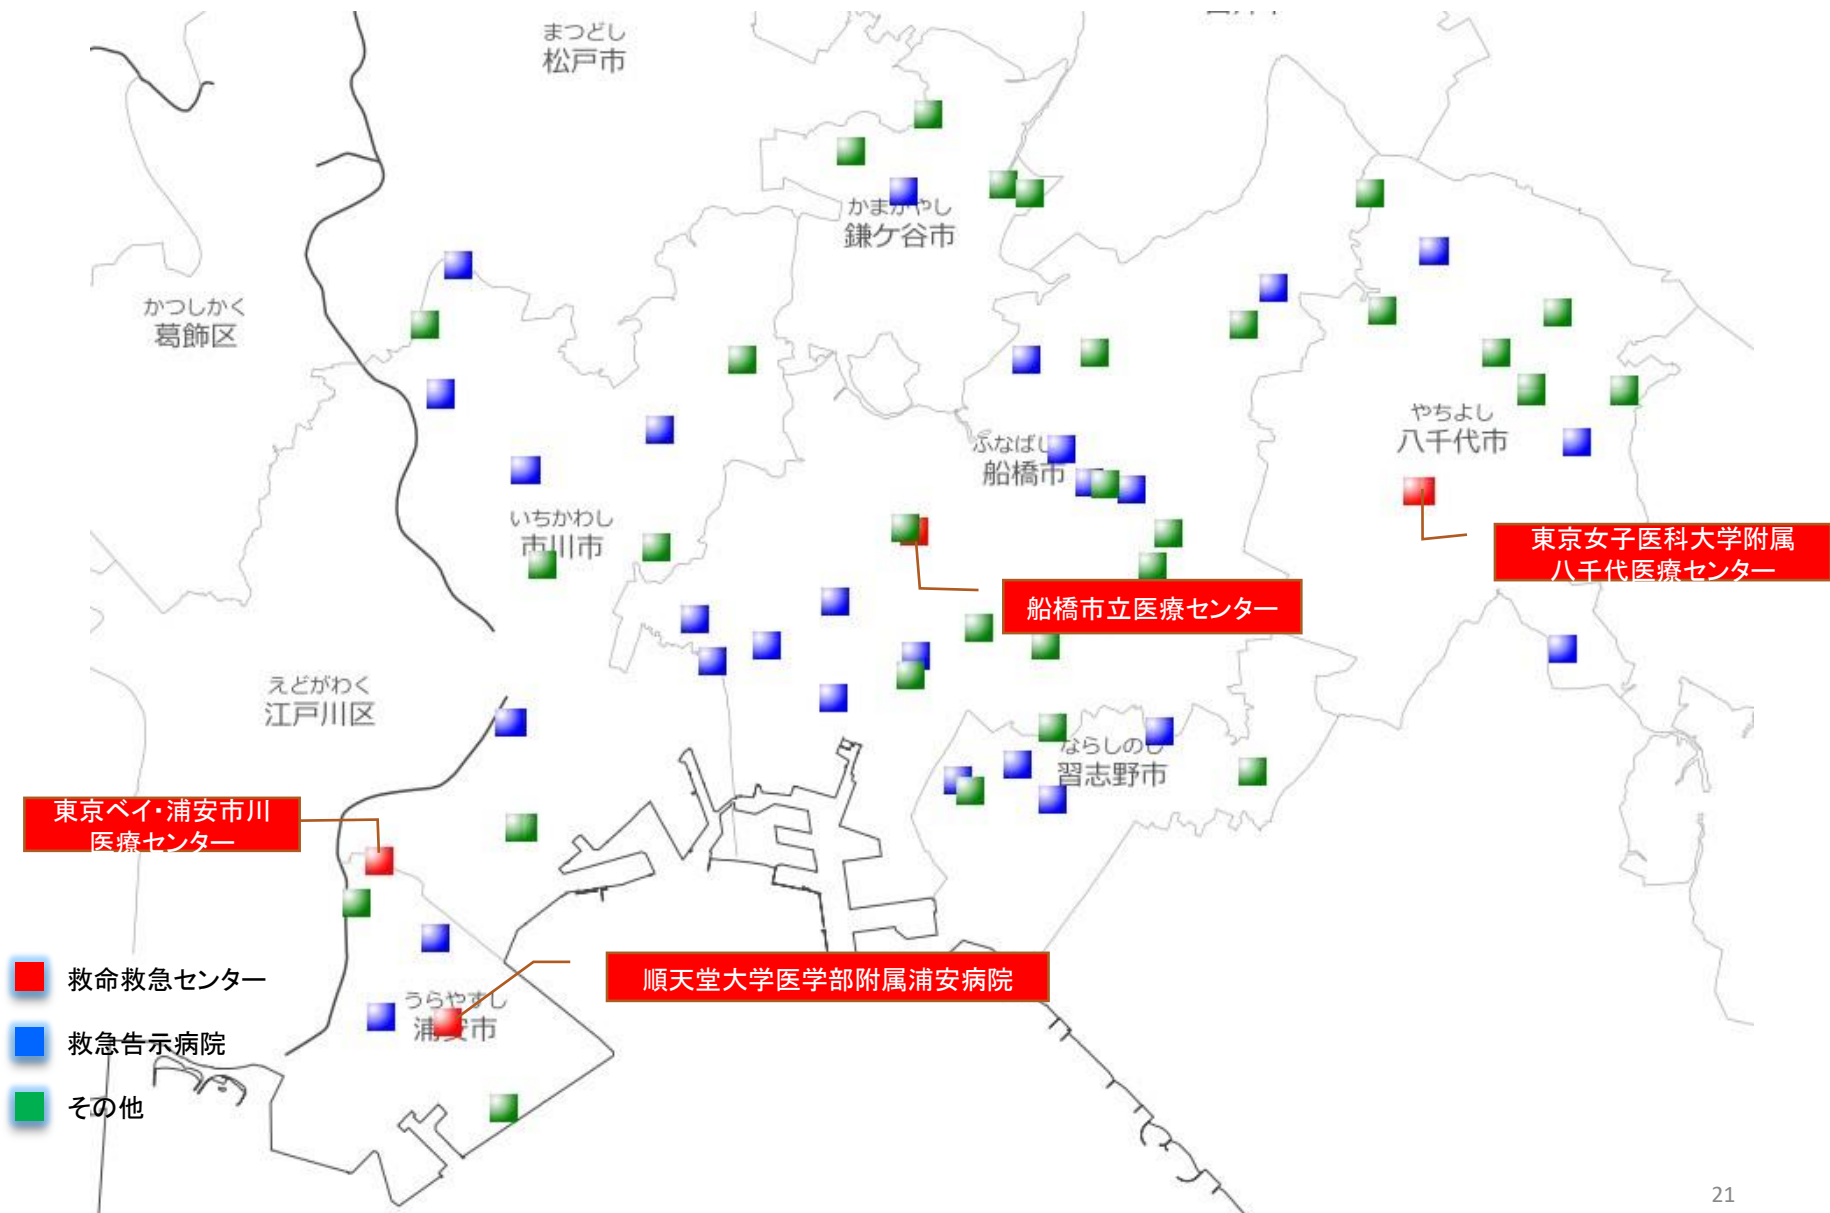 まつどし
松戸市
かまがやし
鎌ケ谷市
かつしかく
葛飾区
やちよし
八千代市
ふなばし
船橋市
いちかわし
市川市
東京女子医科大学附属
八千代医療センター
船橋市立医療センター
えどがわく
江戸川区
ならしのし
習志野市
東京ベイ・浦安市川
医療センター
順天堂大学医学部附属浦安病院
うらやすし
浦安市
救命救急センター
救急告示病院
その他
21